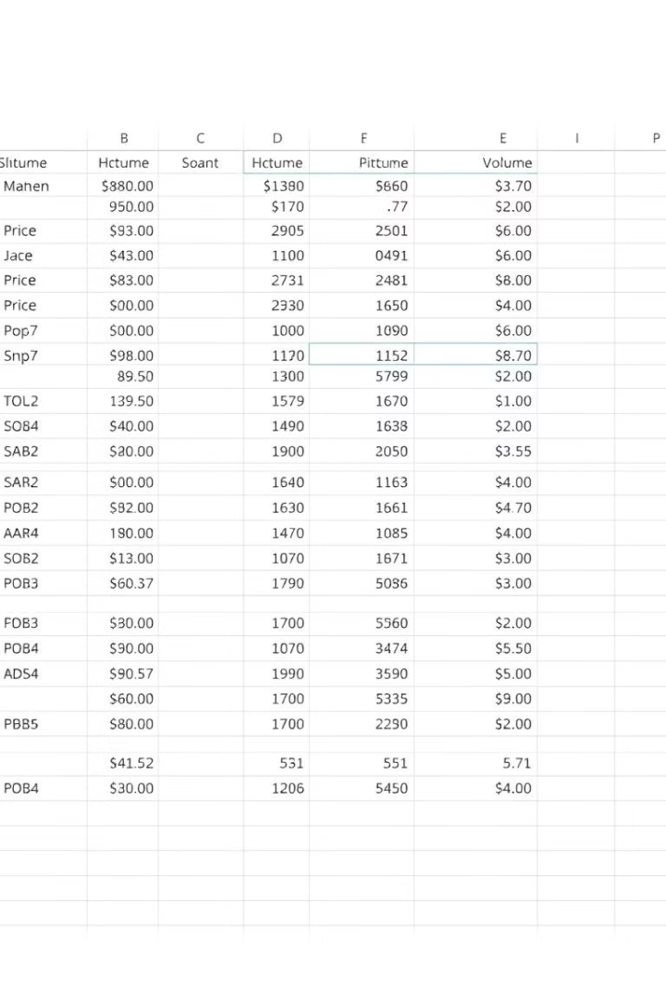 B C D F E I P
Slitume Hctume Soant Hctume Pittume Volume
Mahen $880.00 $1380 $660 $3.70
950.00 $170 .77 $2.00
Price $93.00 2905 2501 $6.00
Jace $43.00 1100 0491 $6.00
Price $83.00 2731 2481 $8.00
Price $00.00 2330 1650 $4.00
Pop7 $00.00 1000 1090 $6.00
Snp7 $98.00 1120 1152 $8.70
89.50 1300 5799 $2.00
TOL2 139.50 1579 1670 $1.00
SOB4 $40.00 1490 1638 $2.00
SAB2 $80.00 1900 2050 $3.55
SAR2 $00.00 1640 1163 $4.00
POB2 $92.00 1630 1661 $4.70
AAR4 190.00 1470 1085 $4.00
SOB2 $13.00 1070 1671 $3.00
POB3 $60.37 1790 5086 $3.00
FDB3 $30.00 1700 5560 $2.00
POB4 $90.00 1070 3474 $5.50
ADS4 $90.57 1990 3590 $5.00
$60.00 1700 5335 $9.00
PBB5 $80.00 1700 2230 $2.00
$41.52 531 551 5.71
POB4 $30.00 1206 5450 $4.00